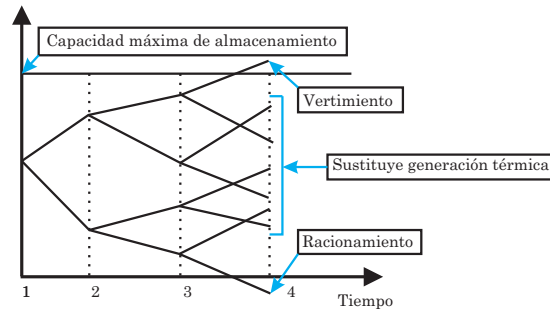 Capacidad máxima de almacenamiento
Vertimiento
Sustituye generación térmica
Racionamiento
1 2 3 4
Tiempo